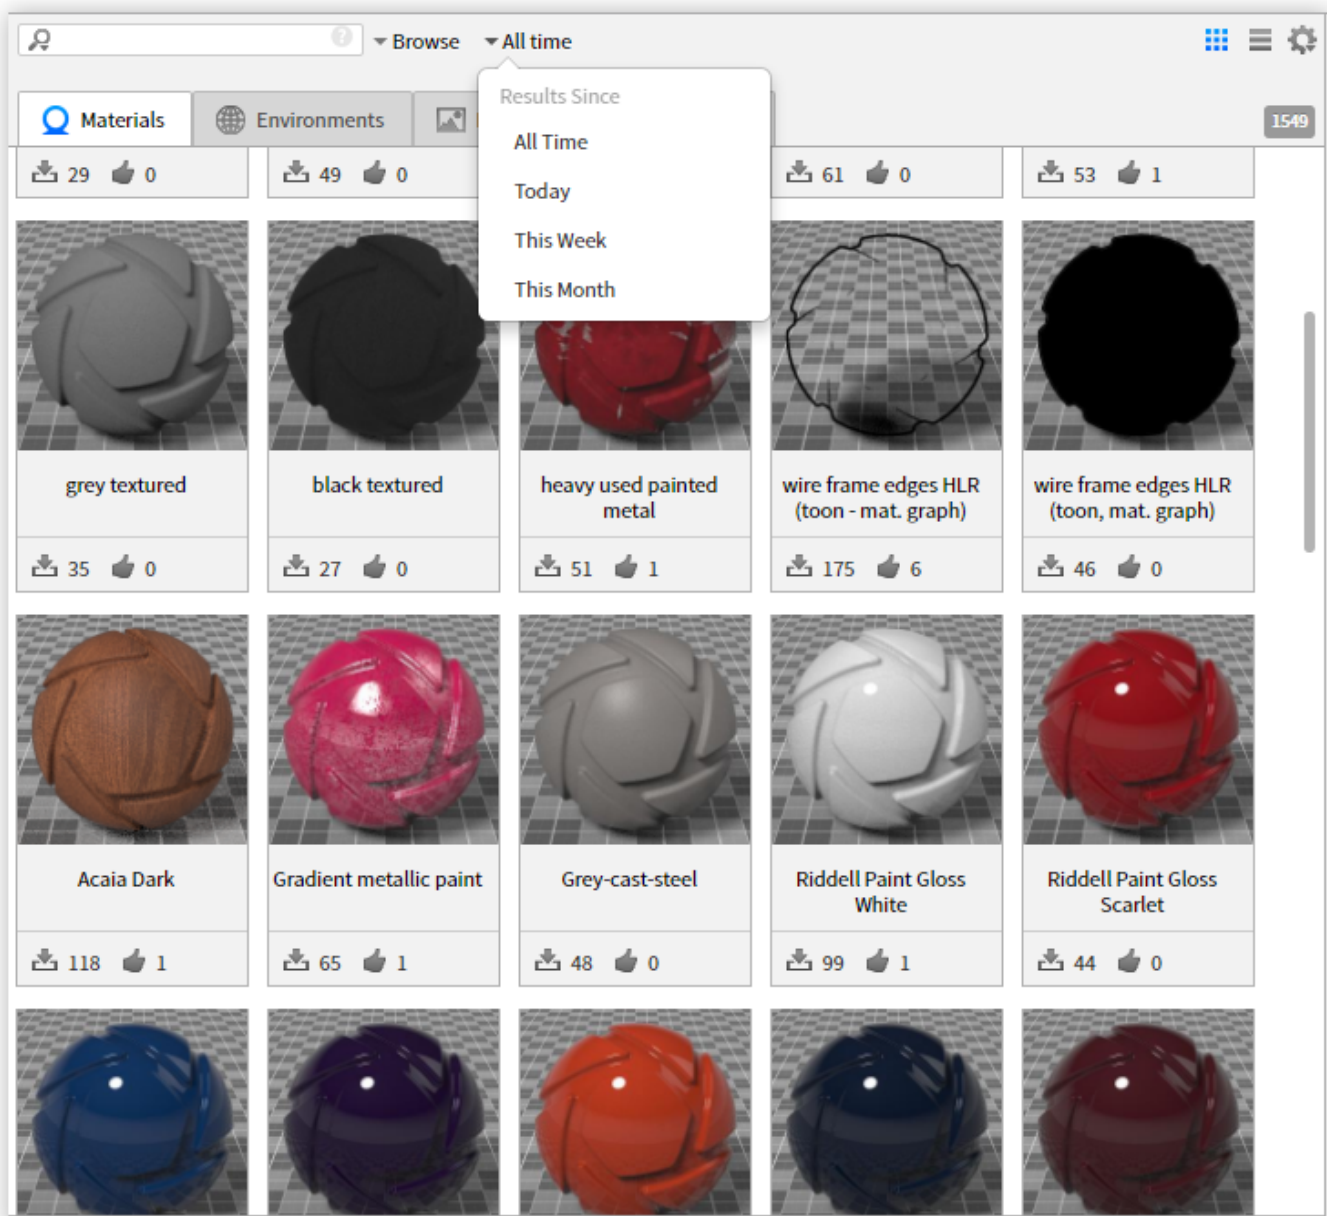 Browse All time
Results Since
All Time
Today
This Week
This Month
Materials Environments 1549
29 0 49 0 61 0 53 1
grey textured
black textured
heavy used painted
metal
wire frame edges HLR
(toon - mat. graph)
wire frame edges HLR
(toon, mat. graph)
35 0 27 0 51 1 175 6 46 0
Acaia Dark
Gradient metallic paint
Grey-cast-steel
Riddell Paint Gloss
White
Riddell Paint Gloss
Scarlet
118 1 65 1 48 0 99 1 44 0